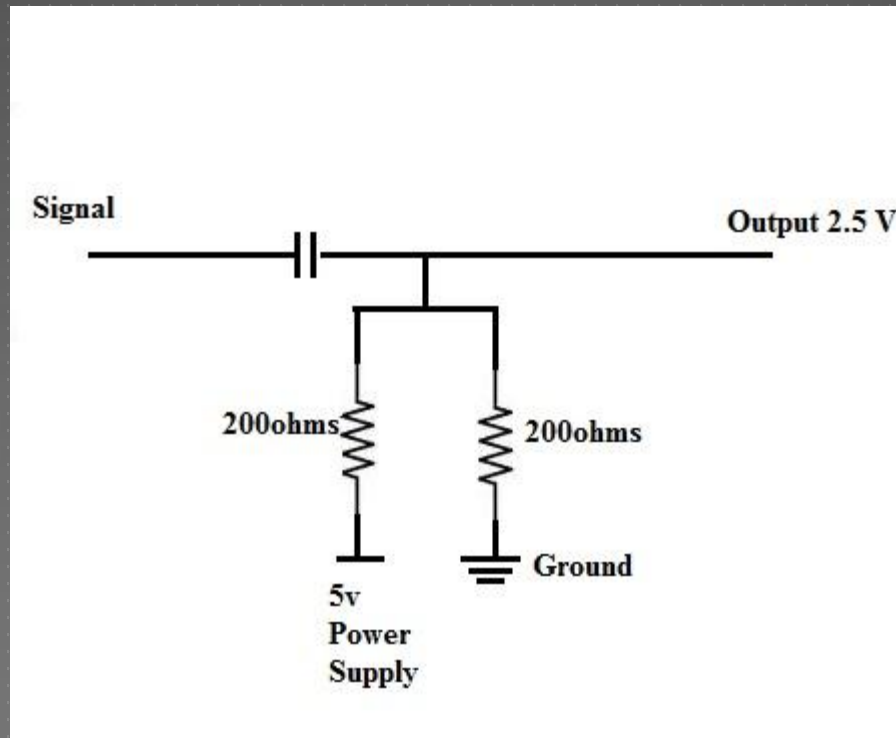 Signal
Output 2.5 V
200ohms
200ohms
Ground
5v
Power
Supply